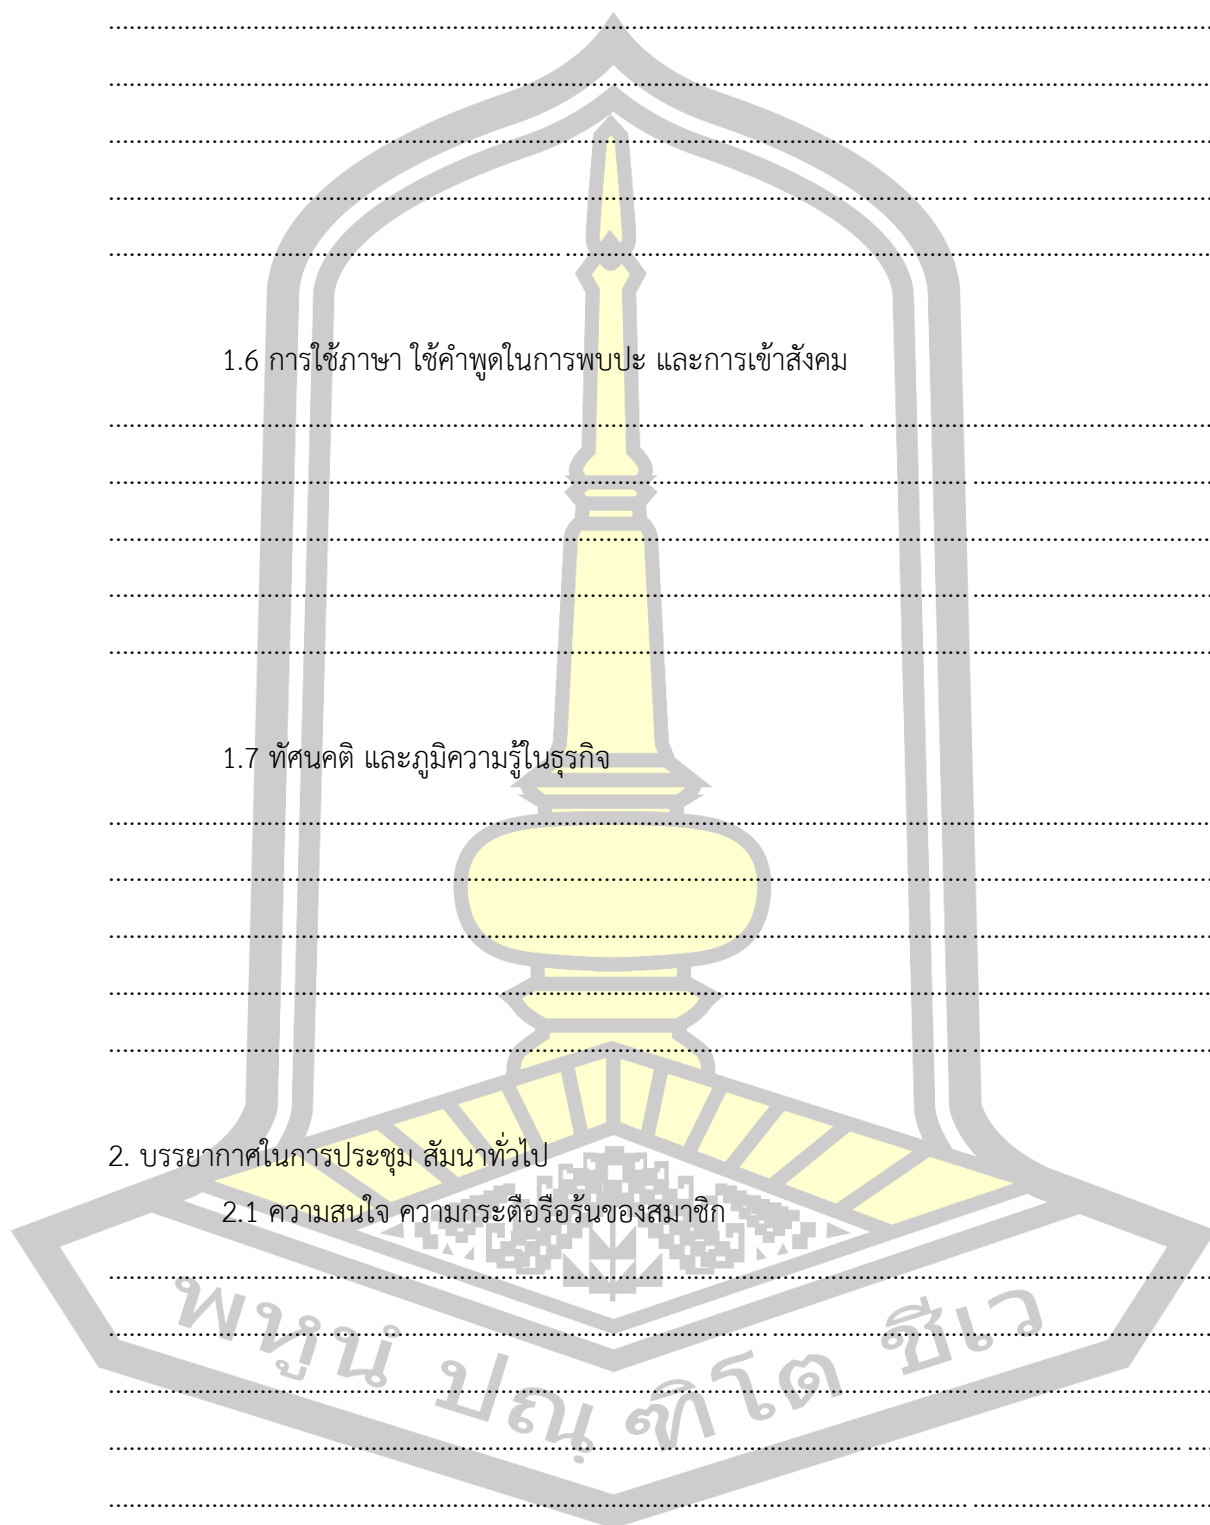 1.6 การใช้ภาษา ใช้คำพูดในการพบปะ และการเข้าสังคม
1.7 ทัศนคติ และภูมิความรู้ในธุรกิจ
2. บรรยากาศในการประชุม สัมนาทั่วไป
2.1 ความสนใจ ความกระตือรือร้นของสมาชิก
พหูนํ ปณฺฑิโต ชีเว